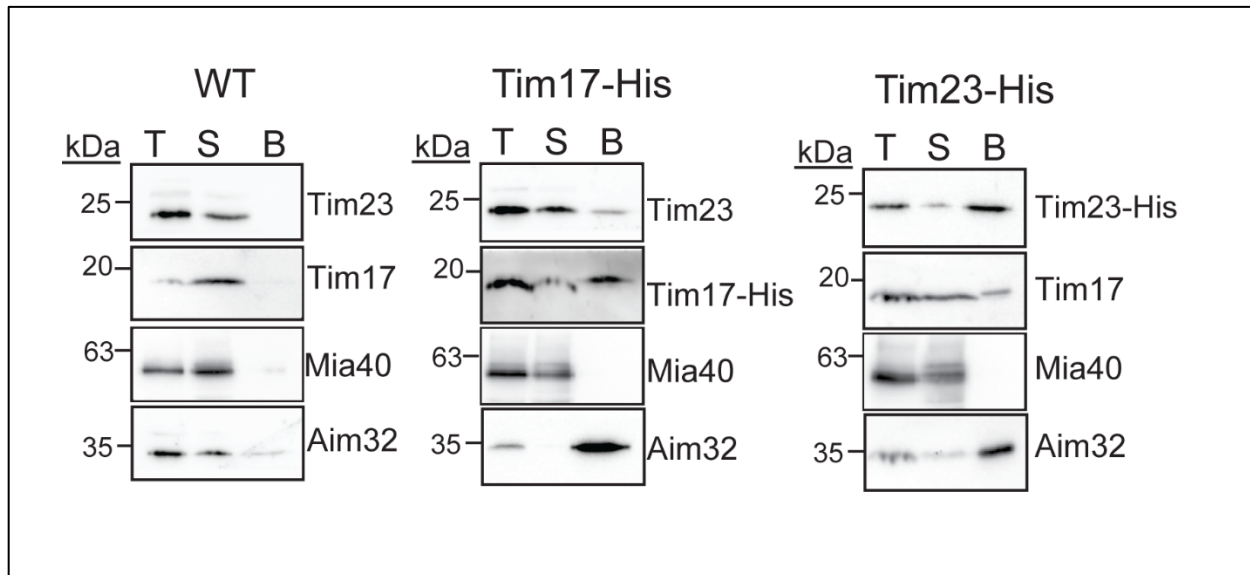 WT
kDa T S B
25 Tim23
20 Tim17
63 Mia40
35 Aim32
Tim17-His
kDa T S B
25 Tim23
20 Tim17-His
63 Mia40
35 Aim32
Tim23-His
kDa T S B
25 Tim23-His
20 Tim17
63 Mia40
35 Aim32